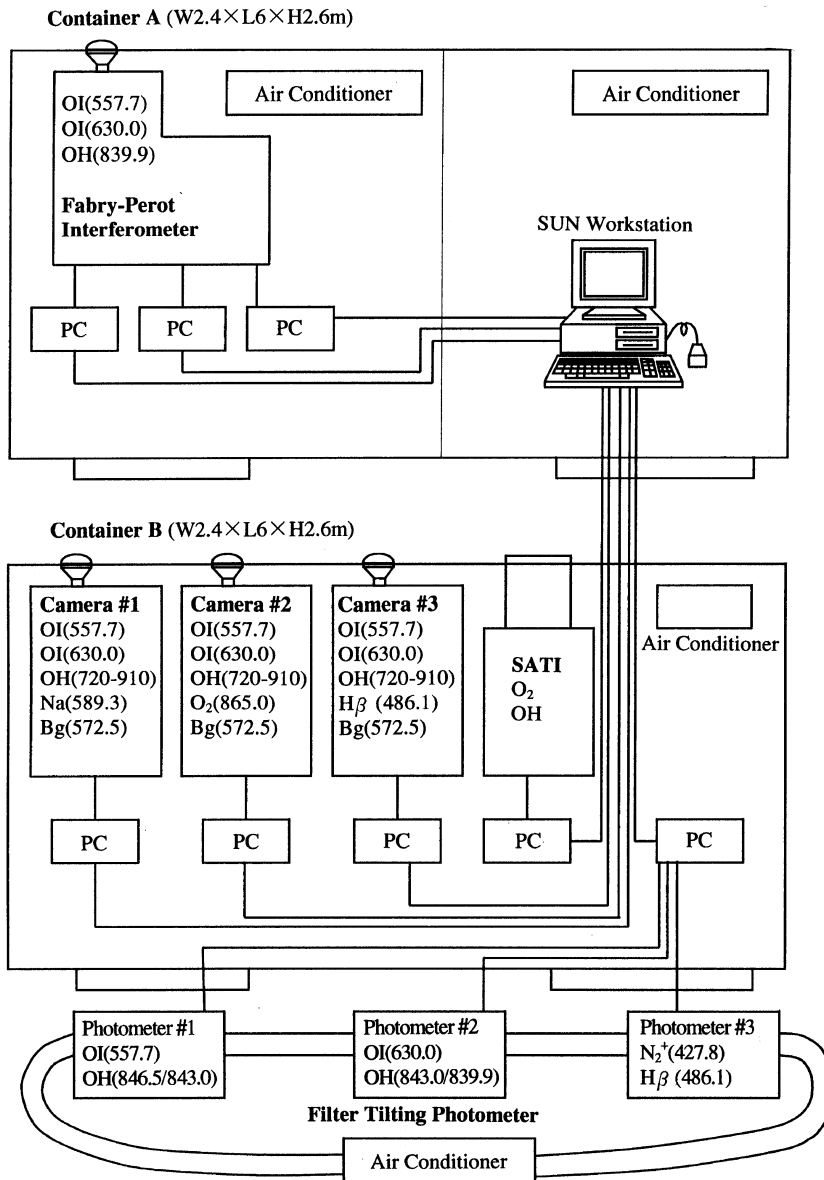 Container A (W2.4×L6×H2.6m)
OI(557.7)
OI(630.0)
OH(839.9)
Fabry-Perot
Interferometer
Air Conditioner
Air Conditioner
SUN Workstation
PC
PC
PC
Container B (W2.4×L6×H2.6m)
Camera #1
OI(557.7)
OI(630.0)
OH(720-910)
Na(589.3)
Bg(572.5)
Camera #2
OI(557.7)
OI(630.0)
OH(720-910)
O₂(865.0)
Bg(572.5)
Camera #3
OI(557.7)
OI(630.0)
OH(720-910)
Hβ (486.1)
Bg(572.5)
SATI
O₂
OH
Air Conditioner
PC
PC
PC
PC
PC
Photometer #1
OI(557.7)
OH(846.5/843.0)
Photometer #2
OI(630.0)
OH(843.0/839.9)
Photometer #3
N₂⁺(427.8)
Hβ (486.1)
Filter Tilting Photometer
Air Conditioner